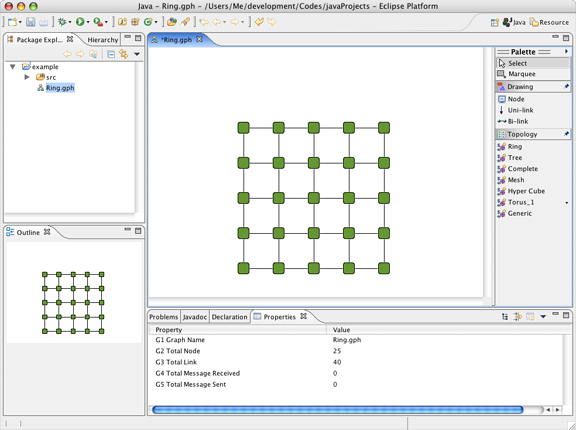 Java - Ring.gph - /Users/Me/development/Codes/javaProjects - Eclipse Platform
Java
Resource
Package Expl...
Hierarchy
example
src
Ring.gph
Outline
*Ring.gph
Palette
Select
Marquee
Drawing
Node
Uni-link
Bi-link
Topology
Ring
Tree
Complete
Mesh
Hyper Cube
Torus_1
Generic
Problems Javadoc Declaration Properties
Property Value
G1 Graph Name Ring.gph
G2 Total Node 25
G3 Total Link 40
G4 Total Message Received 0
G5 Total Message Sent 0